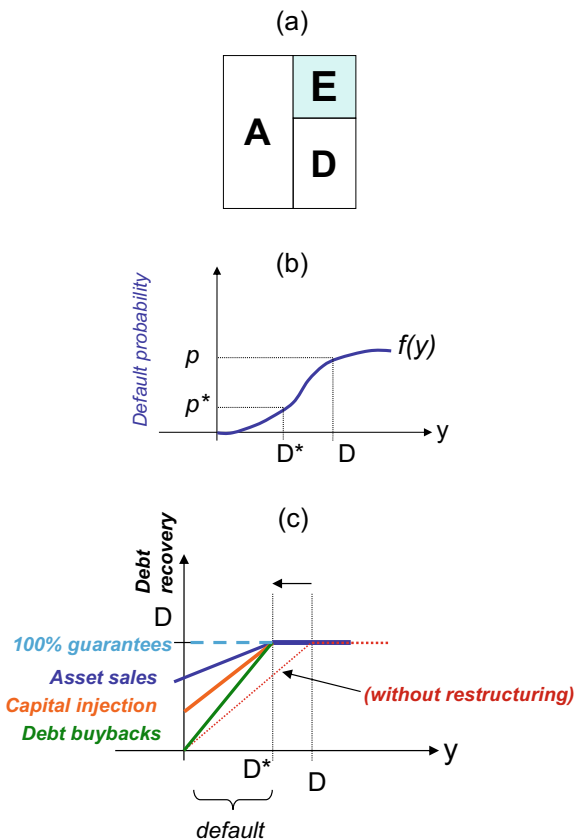 (a)
A
E
D
(b)
Default probability
p
p*
f(y)
D*
D
y
(c)
Debt
recovery
D
100% guarantees
Asset sales
Capital injection
Debt buybacks
(without restructuring)
y
D*
D
default